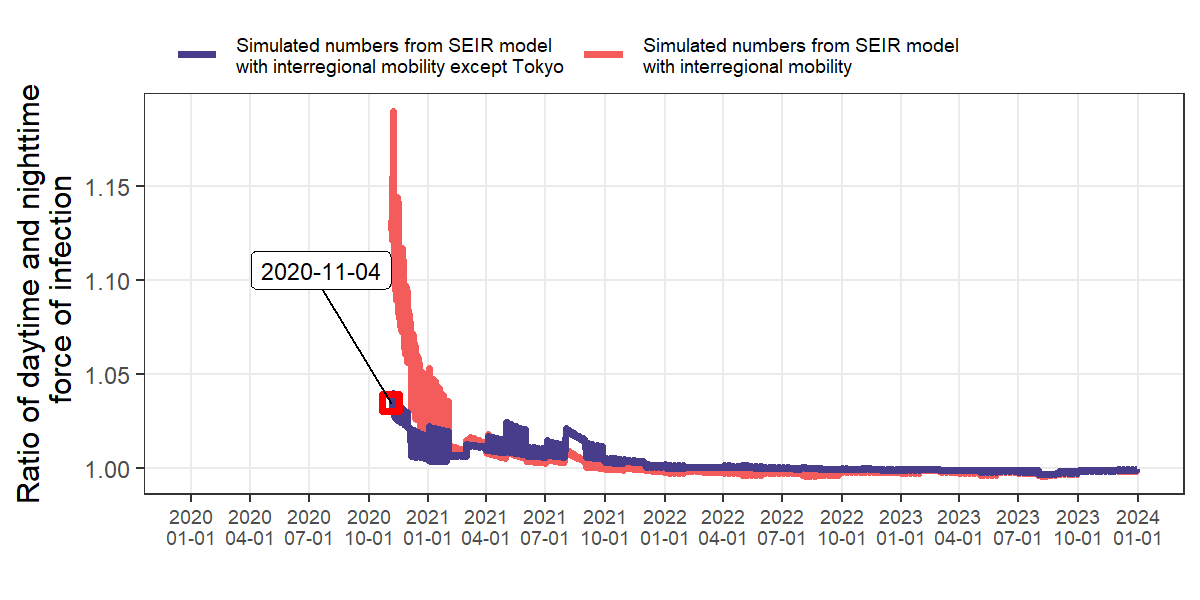 Simulated numbers from SEIR model
with interregional mobility except Tokyo
Simulated numbers from SEIR model
with interregional mobility
Ratio of daytime and nighttime
force of infection
1.15
1.10
1.05
1.00
2020-11-04
2020 2020 2020 2020 2021 2021 2021 2021 2022 2022 2022 2022 2023 2023 2023 2023 2024
01-01 04-01 07-01 10-01 01-01 04-01 07-01 10-01 01-01 04-01 07-01 10-01 01-01 04-01 07-01 10-01 01-01